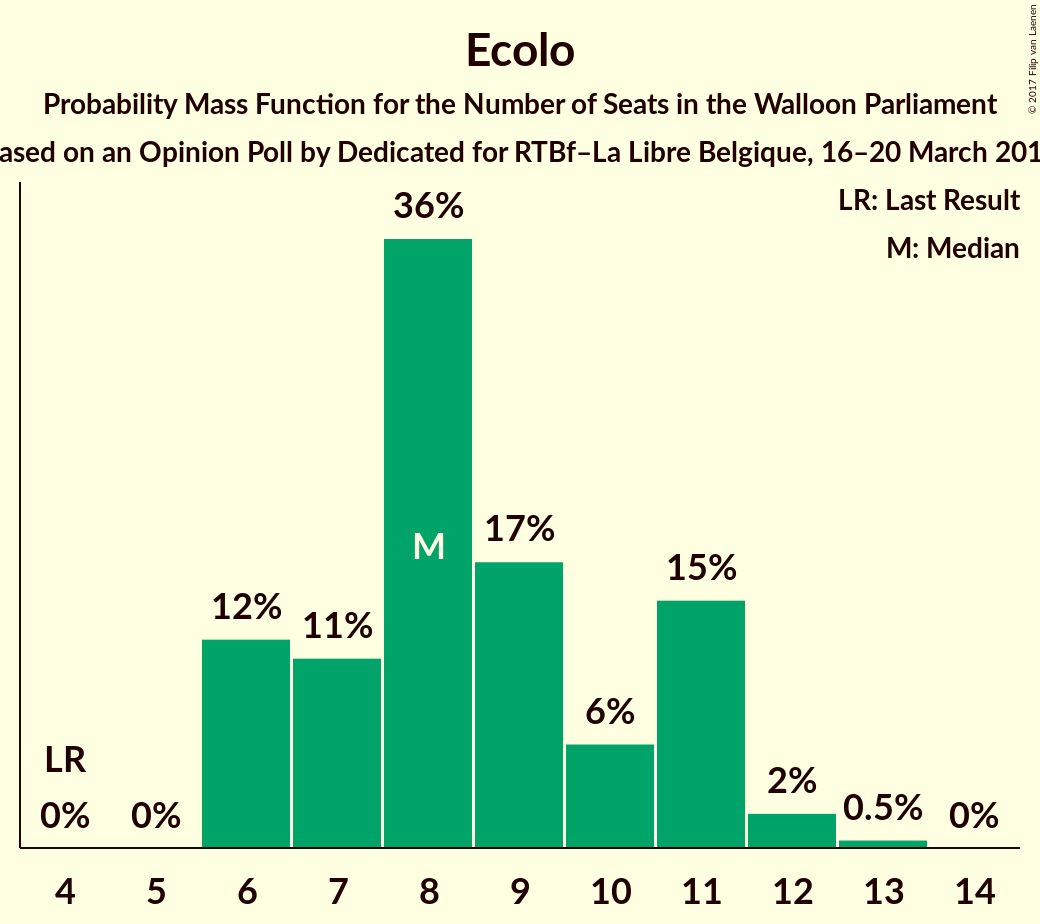 Ecolo
Probability Mass Function for the Number of Seats in the Walloon Parliament
ased on an Opinion Poll by Dedicated for RTBf–La Libre Belgique, 16–20 March 201
LR: Last Result
M: Median
36%
M
17%
15%
12%
11%
6%
LR
2%
0.5%
0%
0%
0%
4 5 6 7 8 9 10 11 12 13 14
© 2017 Filip van Laenen